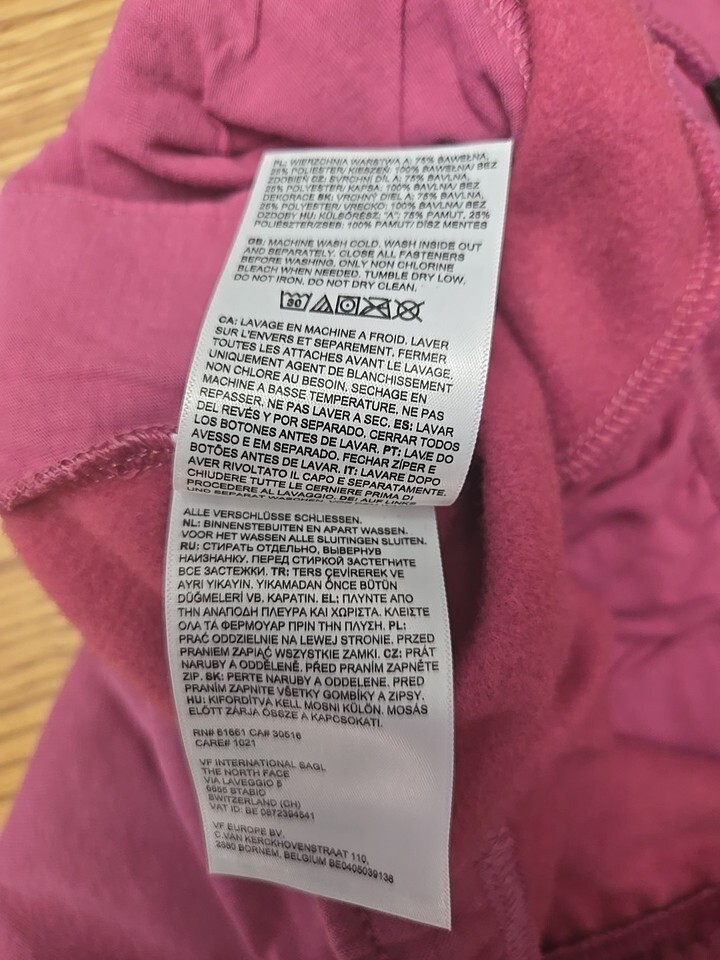 PL: WIERZCHNIA WARSTWA A: 75% BAWEŁNA,
25% POLIESTER/ KIESZEŃ: 100% BAWEŁNA/ BEZ
ZDOBIEŃ CZ: SVRCHNÍ DÍL A: 75% BAVLNA,
25% POLYESTER/ KAPSA: 100% BAVLNA/ BEZ
DEKORACE SK: VRCHNÝ DIEL A: 75% BAVLNA,
25% POLYESTER/ VRECKO: 100% BAVLNA/ BEZ
OZDOBY HU: KÜLSŐRÉSZ; "A"; 75% PAMUT, 25%
POLIÉSZTER/ZSEB: 100% PAMUT/ DÍSZ MENTES
GB: MACHINE WASH COLD. WASH INSIDE OUT
AND SEPARATELY. CLOSE ALL FASTENERS
BEFORE WASHING. ONLY NON CHLORINE
BLEACH WHEN NEEDED. TUMBLE DRY LOW.
DO NOT IRON. DO NOT DRY CLEAN.
30
CA: LAVAGE EN MACHINE A FROID. LAVER
SUR L'ENVERS ET SEPAREMENT. FERMER
TOUTES LES ATTACHES AVANT LE LAVAGE.
UNIQUEMENT AGENT DE BLANCHISSEMENT
NON CHLORE AU BESOIN. SECHAGE EN
MACHINE A BASSE TEMPERATURE. NE PAS
REPASSER. NE PAS LAVER A SEC. ES: LAVAR
DEL REVÉS Y POR SEPARADO. CERRAR TODOS
LOS BOTONES ANTES DE LAVAR. PT: LAVE DO
AVESSO E EM SEPARADO. FECHAR ZÍPER E
BOTÕES ANTES DE LAVAR. IT: LAVARE DOPO
AVER RIVOLTATO IL CAPO E SEPARATAMENTE.
CHIUDERE TUTTE LE CERNIERE PRIMA DI
PROCEDERE AL LAVAGGIO. DE: AUF LINKS
UND SEPARAT WASCHEN.
ALLE VERSCHLÜSSE SCHLIESSEN.
NL: BINNENSTEBUITEN EN APART WASSEN.
VOOR HET WASSEN ALLE SLUITINGEN SLUITEN.
RU: СТИРАТЬ ОТДЕЛЬНО, ВЫВЕРНУВ
НАИЗНАНКУ. ПЕРЕД СТИРКОЙ ЗАСТЕГНИТЕ
ВСЕ ЗАСТЕЖКИ. TR: TERS ÇEVİREREK VE
AYRI YIKAYIN. YIKAMADAN ÖNCE BÜTÜN
DÜĞMELERİ VB. KAPATIN. EL: ΠΛΥΝΤΕ ΑΠΟ
ΤΗΝ ΑΝΑΠΟΔΗ ΠΛΕΥΡΑ ΚΑΙ ΧΩΡΙΣΤΑ. ΚΛΕΙΣΤΕ
ΟΛΑ ΤΑ ΦΕΡΜΟΥΑΡ ΠΡΙΝ ΤΗΝ ΠΛΥΣΗ. PL:
PRAĆ ODDZIELNIE NA LEWEJ STRONIE. PRZED
PRANIEM ZAPIĄĆ WSZYSTKIE ZAMKI. CZ: PRÁT
NARUBY A ODDĚLENĚ. PŘED PRANÍM ZAPNĚTE
ZIP. SK: PERTE NARUBY A ODDELENE. PRED
PRANÍM ZAPNITE VŠETKY GOMBÍKY A ZIPSY.
HU: KIFORDÍTVA KELL MOSNI KÜLÖN. MOSÁS
ELŐTT ZÁRJA ÖSSZE A KAPCSOKAT.
RN# 61661 CA# 30516
CARE# 1021
VF INTERNATIONAL SAGL
THE NORTH FACE
VIA LAVEGGIO 5
6855 STABIO
SWITZERLAND (CH)
VAT ID: BE 0872394541
VF EUROPE BV.
C.VAN KERCKHOVENSTRAAT 110,
2880 BORNEM, BELGIUM BE0405039136